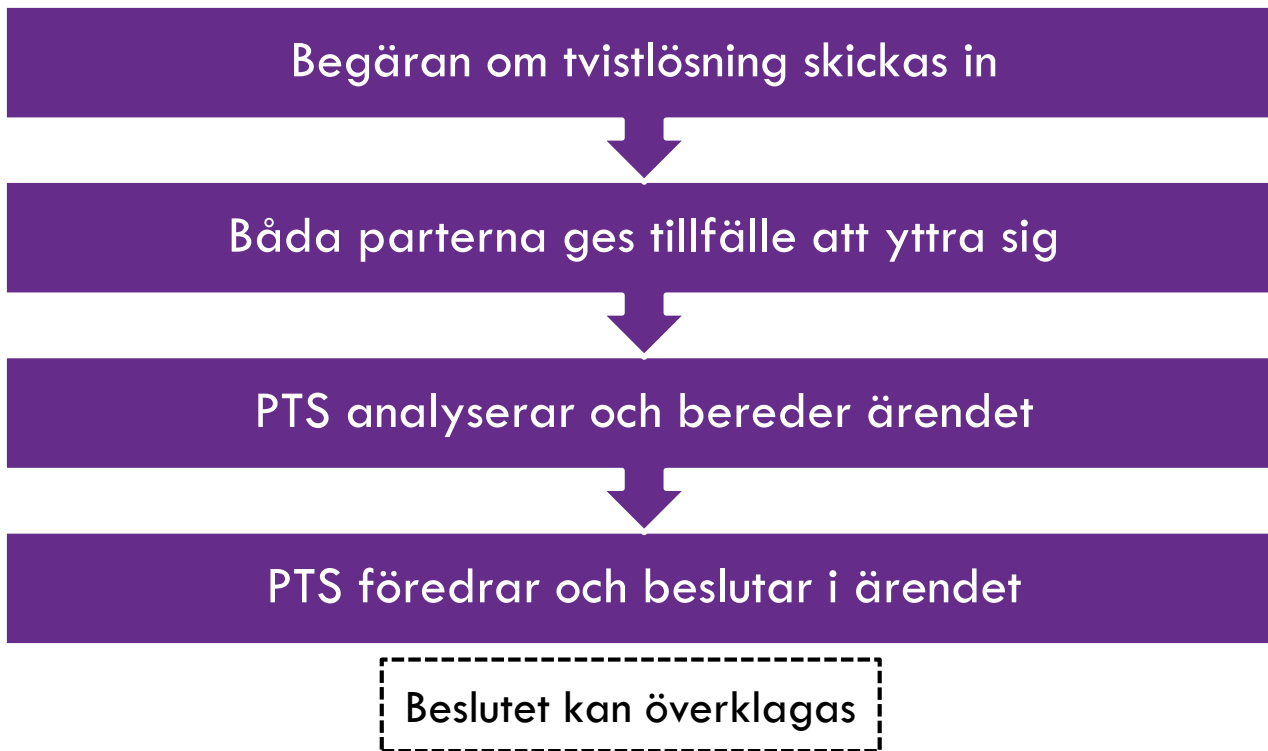 Begäran om tvistlösning skickas in
Båda parterna ges tillfälle att yttra sig
PTS analyserar och bereder ärendet
PTS föredrar och beslutar i ärendet
Beslutet kan överklagas